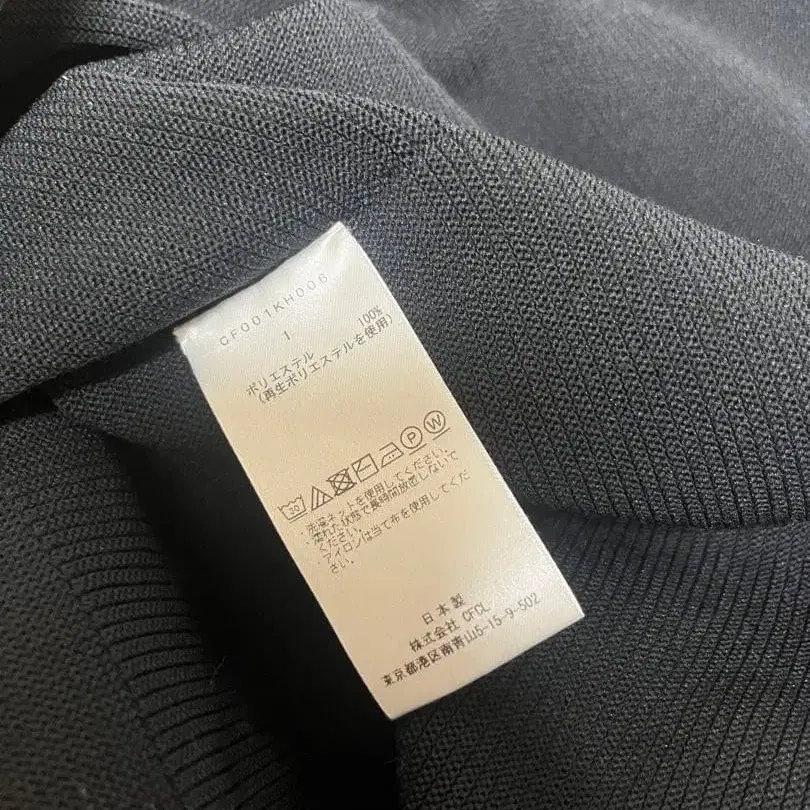 CF001KH006
1
ポリエステル 100%
(再生ポリエステルを使用)
30 P W
・洗濯ネットを使用してください。
・濡れた状態で長時間放置しないで
ください。
・アイロンは当て布を使用してくだ
さい。
日本製
株式会社 CFCL
東京都港区南青山5-15-9-502